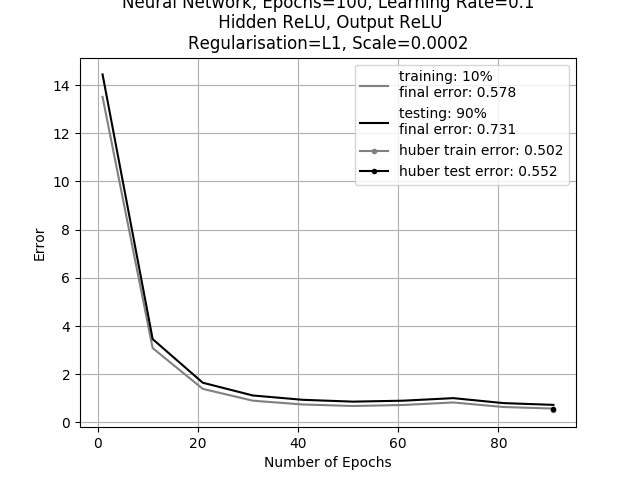 Neural Network, Epochs=100, Learning Rate=0.1
Hidden ReLU, Output ReLU
Regularisation=L1, Scale=0.0002
training: 10%
final error: 0.578
testing: 90%
final error: 0.731
huber train error: 0.502
huber test error: 0.552
14
12
10
8
6
4
2
0
Error
0
20
40
60
80
Number of Epochs